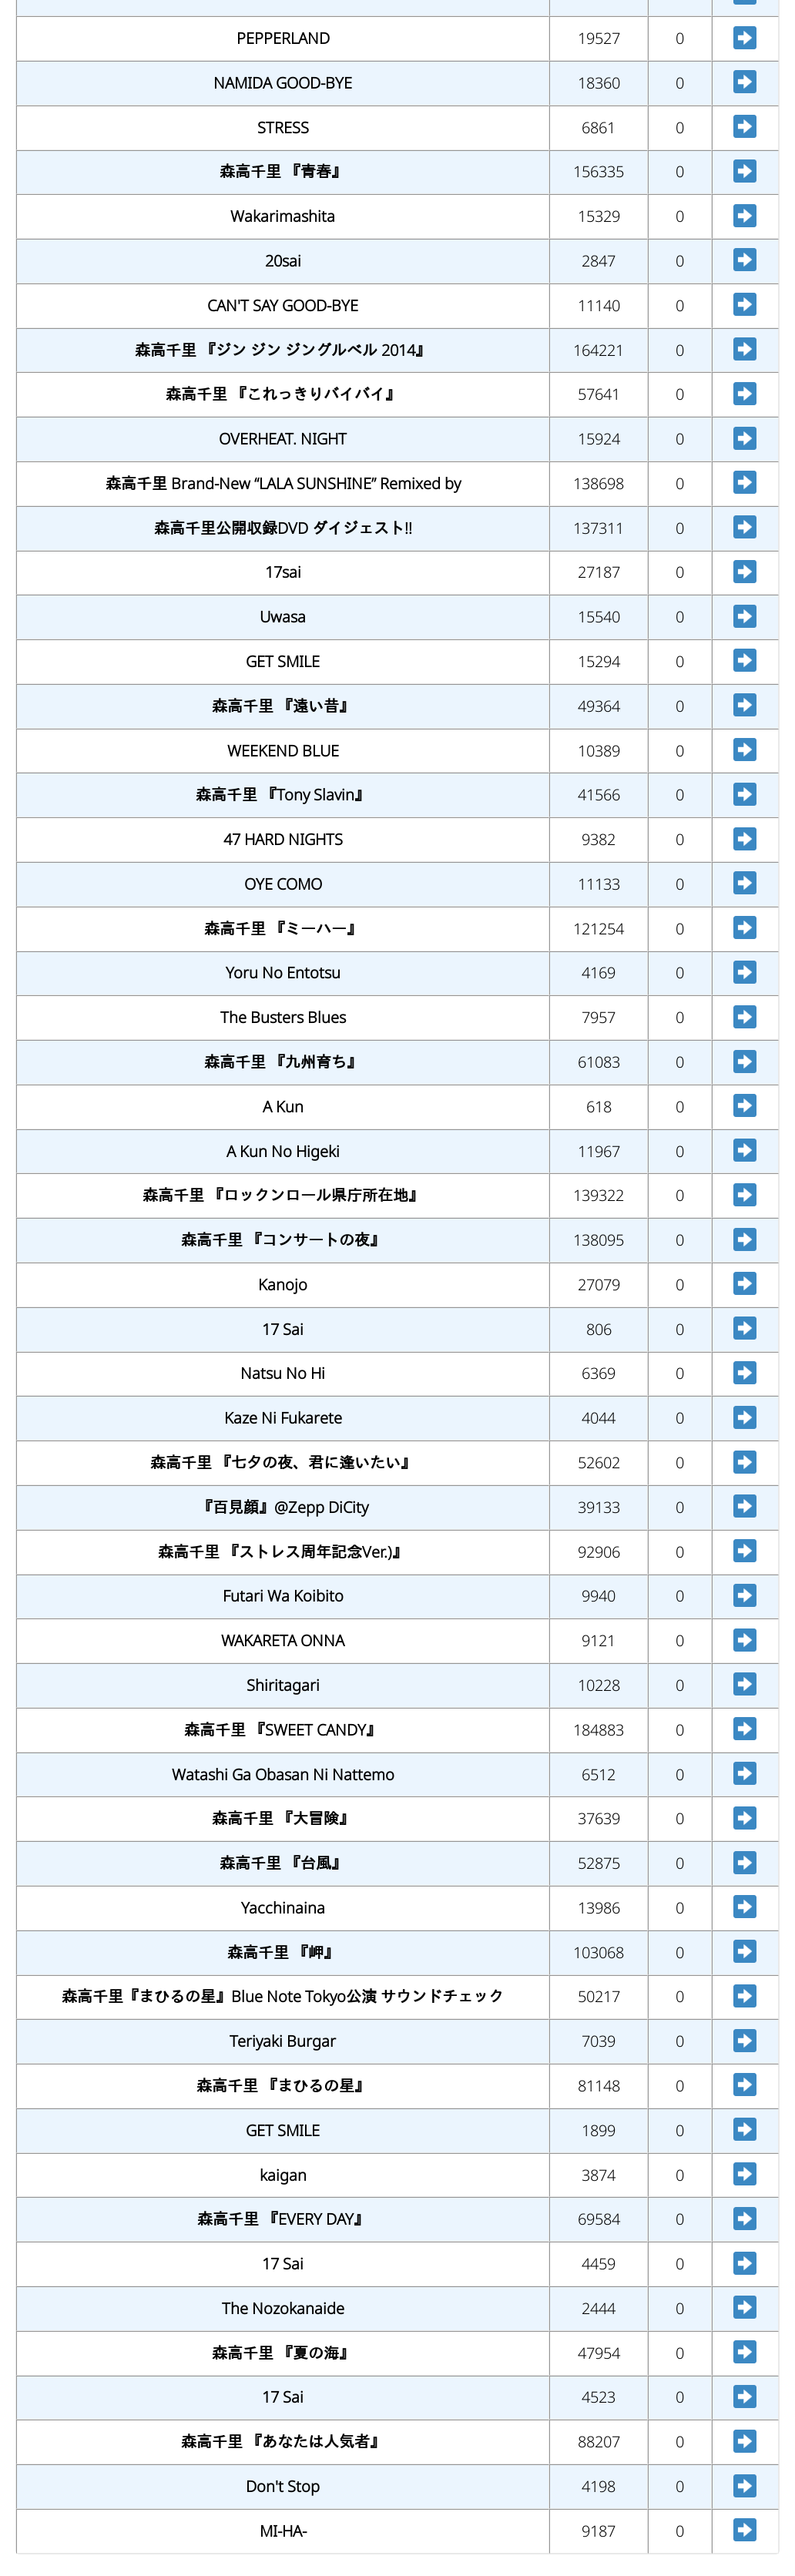 PEPPERLAND 19527 0
NAMIDA GOOD-BYE 18360 0
STRESS 6861 0
森高千里 『青春』 156335 0
Wakarimashita 15329 0
20sai 2847 0
CAN'T SAY GOOD-BYE 11140 0
森高千里 『ジン ジン ジングルベル 2014』 164221 0
森高千里 『これっきりバイバイ』 57641 0
OVERHEAT. NIGHT 15924 0
森高千里 Brand-New “LALA SUNSHINE” Remixed by 138698 0
森高千里公開収録DVD ダイジェスト!! 137311 0
17sai 27187 0
Uwasa 15540 0
GET SMILE 15294 0
森高千里 『遠い昔』 49364 0
WEEKEND BLUE 10389 0
森高千里 『Tony Slavin』 41566 0
47 HARD NIGHTS 9382 0
OYE COMO 11133 0
森高千里 『ミーハー』 121254 0
Yoru No Entotsu 4169 0
The Busters Blues 7957 0
森高千里 『九州育ち』 61083 0
A Kun 618 0
A Kun No Higeki 11967 0
森高千里 『ロックンロール県庁所在地』 139322 0
森高千里 『コンサートの夜』 138095 0
Kanojo 27079 0
17 Sai 806 0
Natsu No Hi 6369 0
Kaze Ni Fukarete 4044 0
森高千里 『七夕の夜、君に逢いたい』 52602 0
『百見顔』@Zepp DiCity 39133 0
森高千里 『ストレス周年記念Ver.)』 92906 0
Futari Wa Koibito 9940 0
WAKARETA ONNA 9121 0
Shiritagari 10228 0
森高千里 『SWEET CANDY』 184883 0
Watashi Ga Obasan Ni Nattemo 6512 0
森高千里 『大冒険』 37639 0
森高千里 『台風』 52875 0
Yacchinaina 13986 0
森高千里 『岬』 103068 0
森高千里『まひるの星』Blue Note Tokyo公演 サウンドチェック 50217 0
Teriyaki Burgar 7039 0
森高千里 『まひるの星』 81148 0
GET SMILE 1899 0
kaigan 3874 0
森高千里 『EVERY DAY』 69584 0
17 Sai 4459 0
The Nozokanaide 2444 0
森高千里 『夏の海』 47954 0
17 Sai 4523 0
森高千里 『あなたは人気者』 88207 0
Don't Stop 4198 0
MI-HA- 9187 0